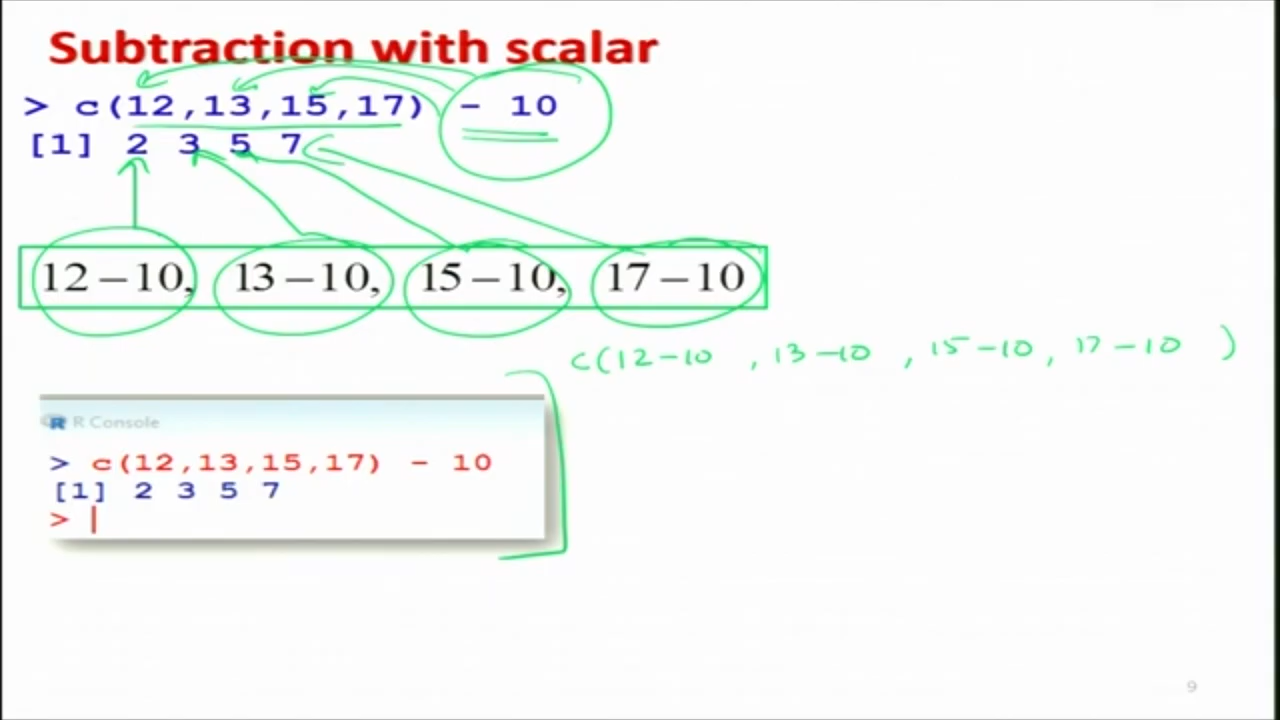 Subtraction with scalar
> c(12,13,15,17) - 10
[1] 2 3 5 7
12 – 10, 13 – 10, 15 – 10, 17 – 10
c(12-10 , 13-10 , 15-10, 17-10 )
R Console
> c(12,13,15,17) - 10
[1] 2 3 5 7
>
9